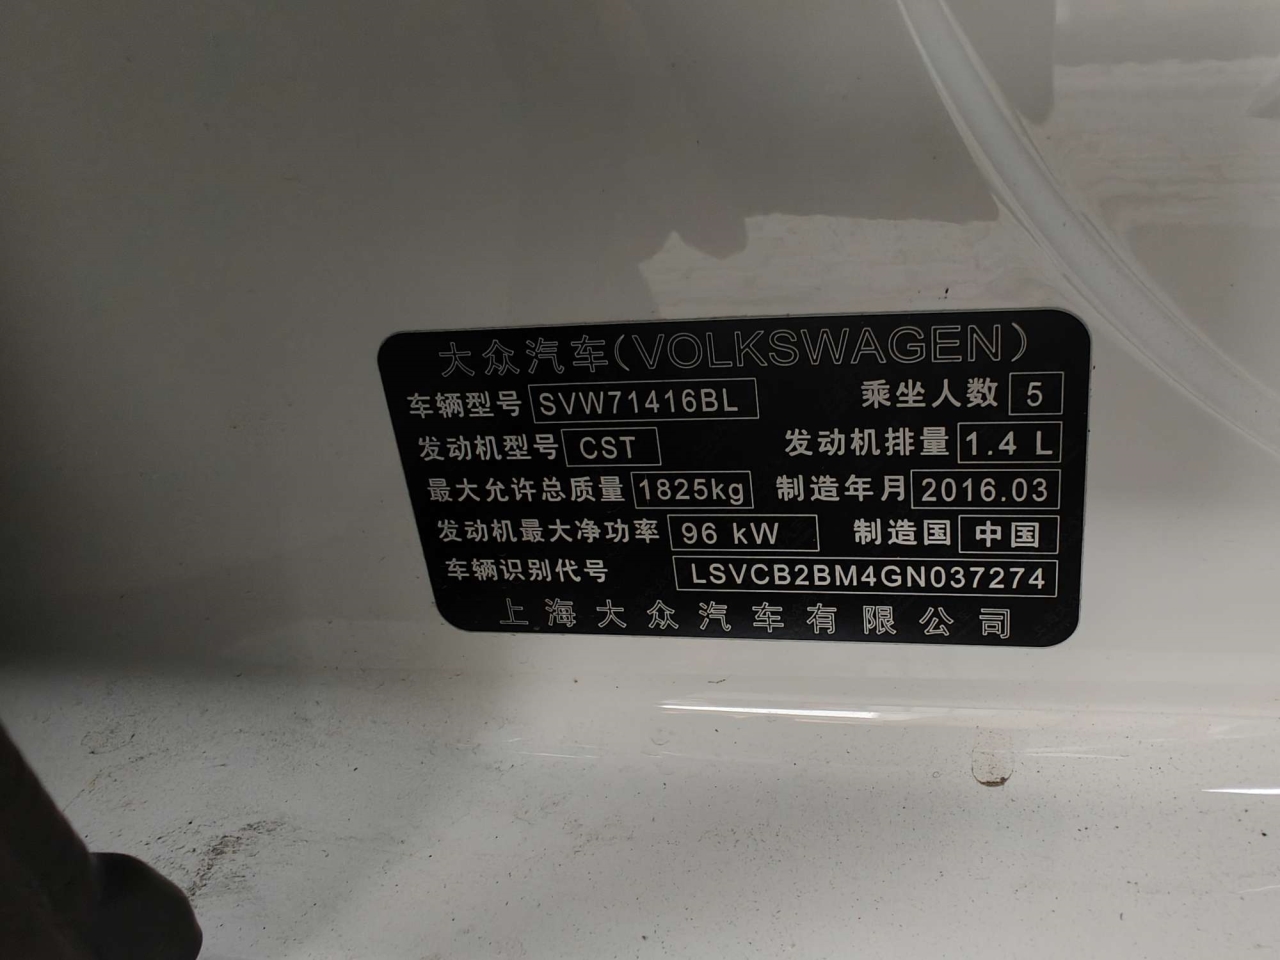 大众汽车(VOLKSWAGEN)
车辆型号 SVW71416BL 乘坐人数 5
发动机型号 CST 发动机排量 1.4 L
最大允许总质量 1825kg 制造年月 2016.03
发动机最大净功率 96 kW 制造国 中国
车辆识别代号 LSVCB2BM4GN037274
上海大众汽车有限公司